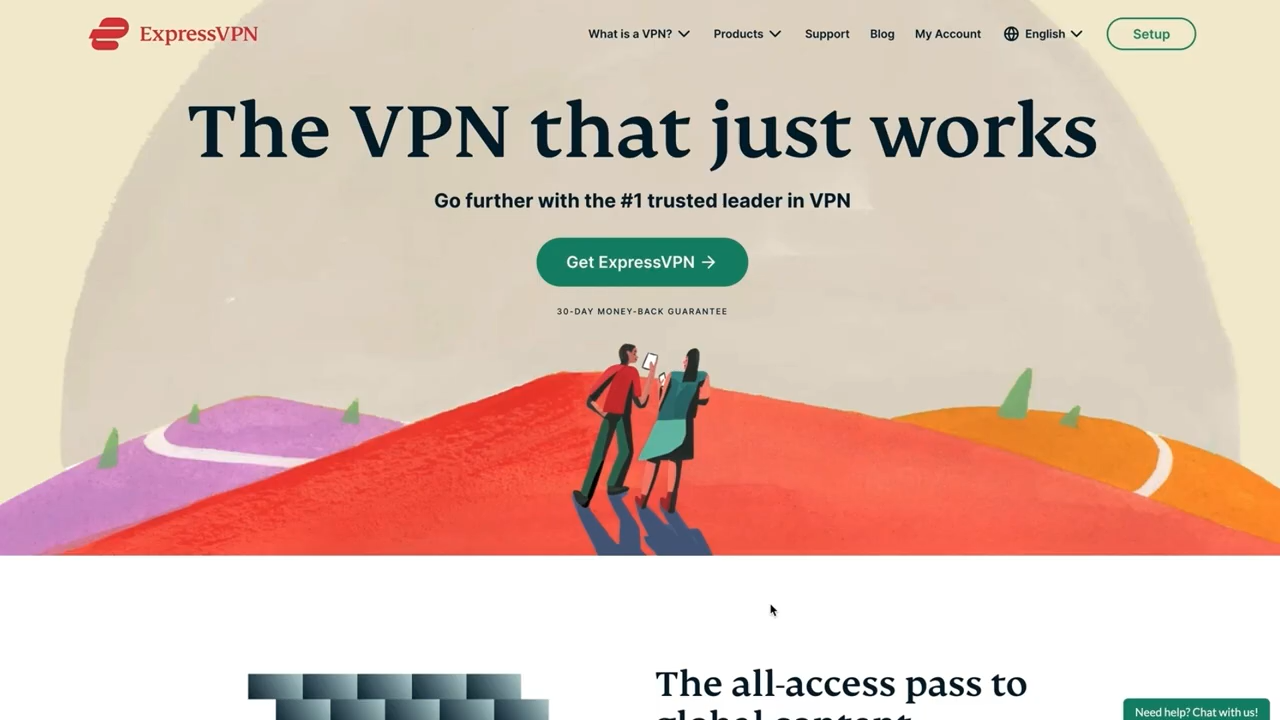 ExpressVPN
What is a VPN? Products Support Blog My Account English Setup
The VPN that just works
Go further with the #1 trusted leader in VPN
Get ExpressVPN →
30-DAY MONEY-BACK GUARANTEE
The all-access pass to
global content
Need help? Chat with us!